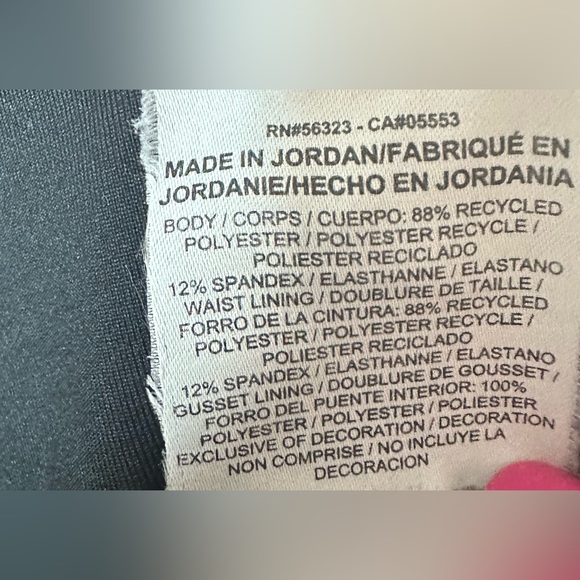 RN#56323 - CA#05553
MADE IN JORDAN/FABRIQUÉ EN
JORDANIE/HECHO EN JORDANIA
BODY / CORPS / CUERPO: 88% RECYCLED
POLYESTER / POLYESTER RECYCLE /
POLIESTER RECICLADO
12% SPANDEX / ELASTHANNE / ELASTANO
WAIST LINING / DOUBLURE DE TAILLE /
FORRO DE LA CINTURA: 88% RECYCLED
POLYESTER / POLYESTER RECYCLE /
POLIESTER RECICLADO
12% SPANDEX / ELASTHANNE / ELASTANO
GUSSET LINING / DOUBLURE DE GOUSSET /
FORRO DEL PUENTE INTERIOR: 100%
POLYESTER / POLYESTER / POLIESTER
EXCLUSIVE OF DECORATION / DECORATION
NON COMPRISE / NO INCLUYE LA
DECORACION